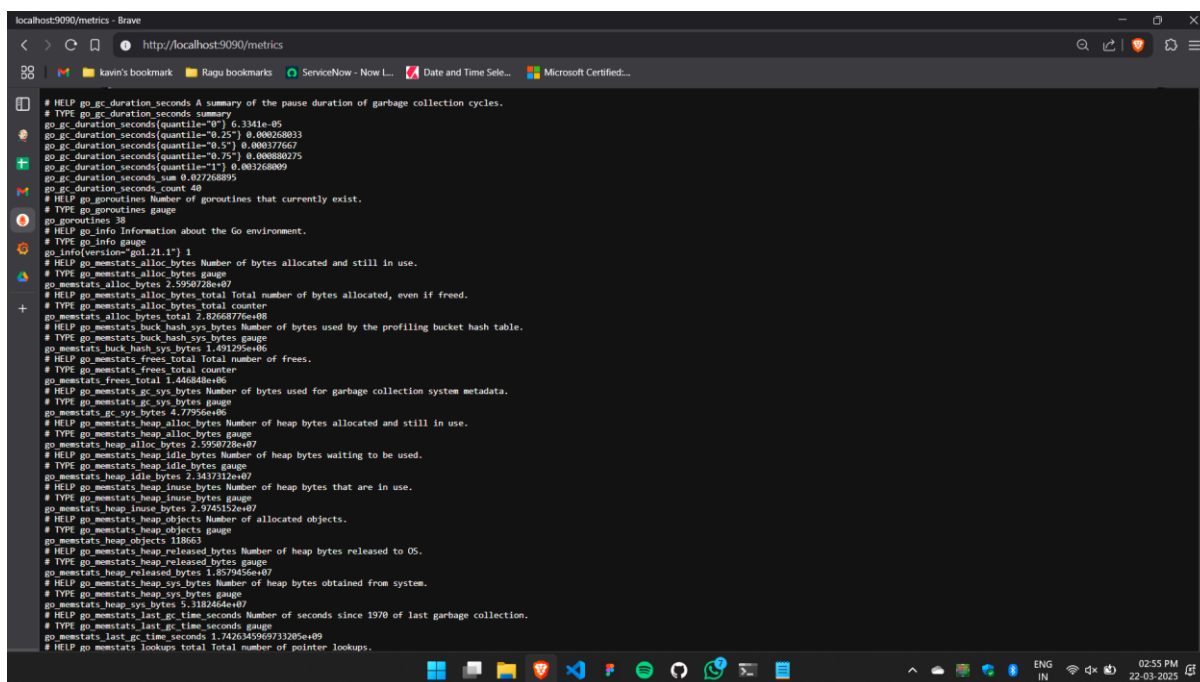 localhost:9090/metrics - Brave
http://localhost:9090/metrics
kavin's bookmark Ragu bookmarks ServiceNow - Now L... Date and Time Sele... Microsoft Certified:...
# HELP go_gc_duration_seconds A summary of the pause duration of garbage collection cycles.
# TYPE go_gc_duration_seconds summary
go_gc_duration_seconds{quantile="0"} 6.3341e-05
go_gc_duration_seconds{quantile="0.25"} 0.000268033
go_gc_duration_seconds{quantile="0.5"} 0.000377667
go_gc_duration_seconds{quantile="0.75"} 0.000880275
go_gc_duration_seconds{quantile="1"} 0.003268009
go_gc_duration_seconds_sum 0.027268895
go_gc_duration_seconds_count 40
# HELP go_goroutines Number of goroutines that currently exist.
# TYPE go_goroutines gauge
go_goroutines 38
# HELP go_info Information about the Go environment.
# TYPE go_info gauge
go_info{version="go1.21.1"} 1
# HELP go_memstats_alloc_bytes Number of bytes allocated and still in use.
# TYPE go_memstats_alloc_bytes gauge
go_memstats_alloc_bytes 2.5950728e+07
# HELP go_memstats_alloc_bytes_total Total number of bytes allocated, even if freed.
# TYPE go_memstats_alloc_bytes_total counter
go_memstats_alloc_bytes_total 2.82668776e+08
# HELP go_memstats_buck_hash_sys_bytes Number of bytes used by the profiling bucket hash table.
# TYPE go_memstats_buck_hash_sys_bytes gauge
go_memstats_buck_hash_sys_bytes 1.491295e+06
# HELP go_memstats_frees_total Total number of frees.
# TYPE go_memstats_frees_total counter
go_memstats_frees_total 1.446848e+06
# HELP go_memstats_gc_sys_bytes Number of bytes used for garbage collection system metadata.
# TYPE go_memstats_gc_sys_bytes gauge
go_memstats_gc_sys_bytes 4.77956e+06
# HELP go_memstats_heap_alloc_bytes Number of heap bytes allocated and still in use.
# TYPE go_memstats_heap_alloc_bytes gauge
go_memstats_heap_alloc_bytes 2.5950728e+07
# HELP go_memstats_heap_idle_bytes Number of heap bytes waiting to be used.
# TYPE go_memstats_heap_idle_bytes gauge
go_memstats_heap_idle_bytes 2.3437312e+07
# HELP go_memstats_heap_inuse_bytes Number of heap bytes that are in use.
# TYPE go_memstats_heap_inuse_bytes gauge
go_memstats_heap_inuse_bytes 2.9745152e+07
# HELP go_memstats_heap_objects Number of allocated objects.
# TYPE go_memstats_heap_objects gauge
go_memstats_heap_objects 118663
# HELP go_memstats_heap_released_bytes Number of heap bytes released to OS.
# TYPE go_memstats_heap_released_bytes gauge
go_memstats_heap_released_bytes 1.8579456e+07
# HELP go_memstats_heap_sys_bytes Number of heap bytes obtained from system.
# TYPE go_memstats_heap_sys_bytes gauge
go_memstats_heap_sys_bytes 5.3182464e+07
# HELP go_memstats_last_gc_time_seconds Number of seconds since 1970 of last garbage collection.
# TYPE go_memstats_last_gc_time_seconds gauge
go_memstats_last_gc_time_seconds 1.7426345969733205e+09
# HELP go_memstats_lookups_total Total number of pointer lookups.
7
ENG
IN
02:55 PM
22-03-2025